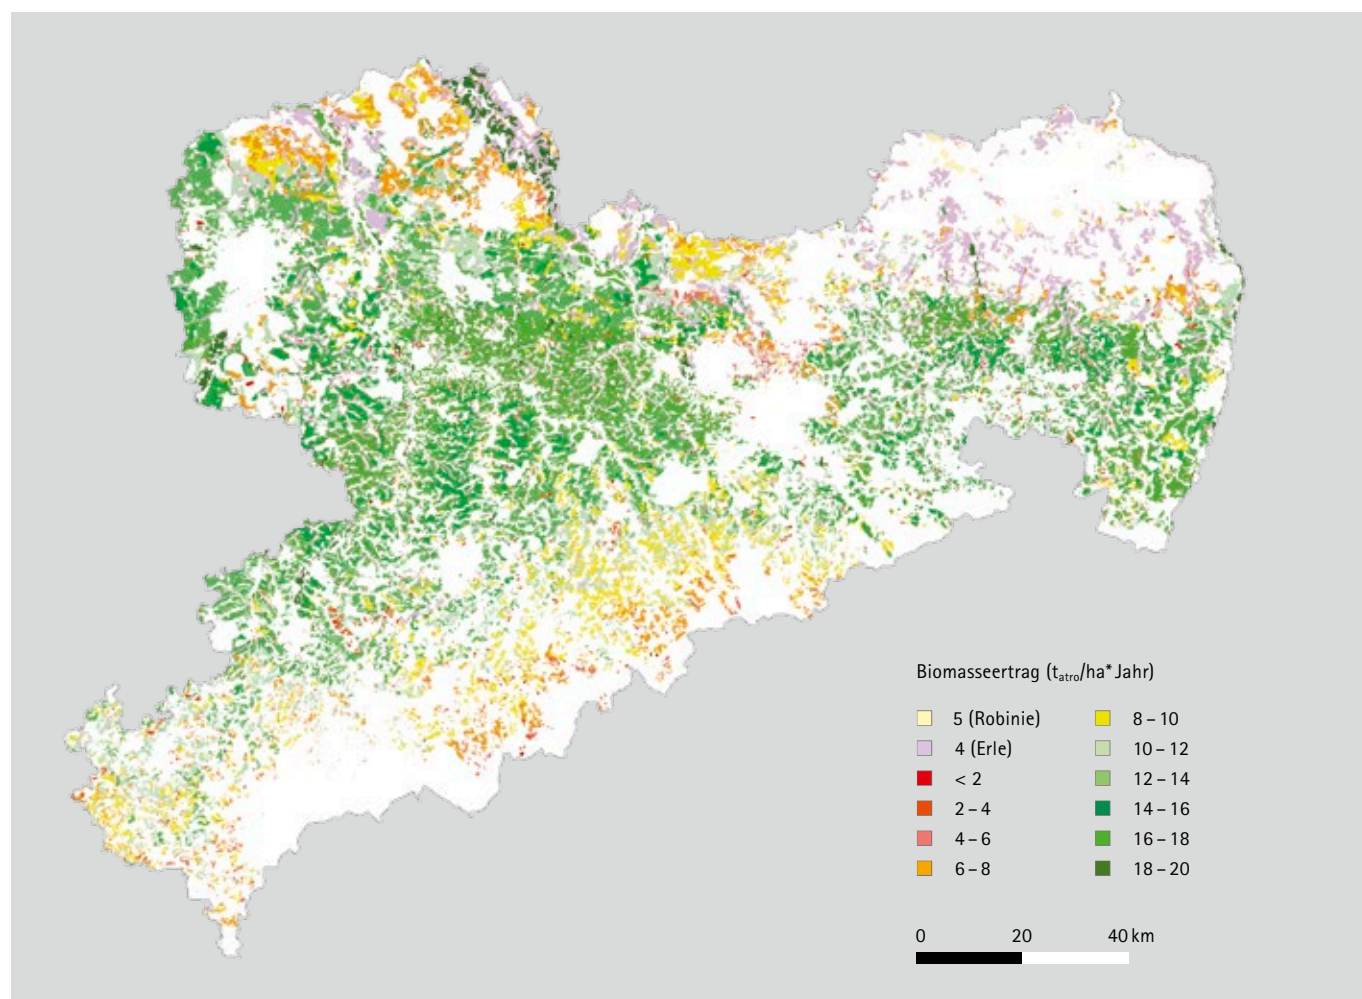 Biomasseertrag (tatro/ha* Jahr)
5 (Robinie)
4 (Erle)
< 2
2 – 4
4 – 6
6 – 8
8 – 10
10 – 12
12 – 14
14 – 16
16 – 18
18 – 20
0 20 40 km